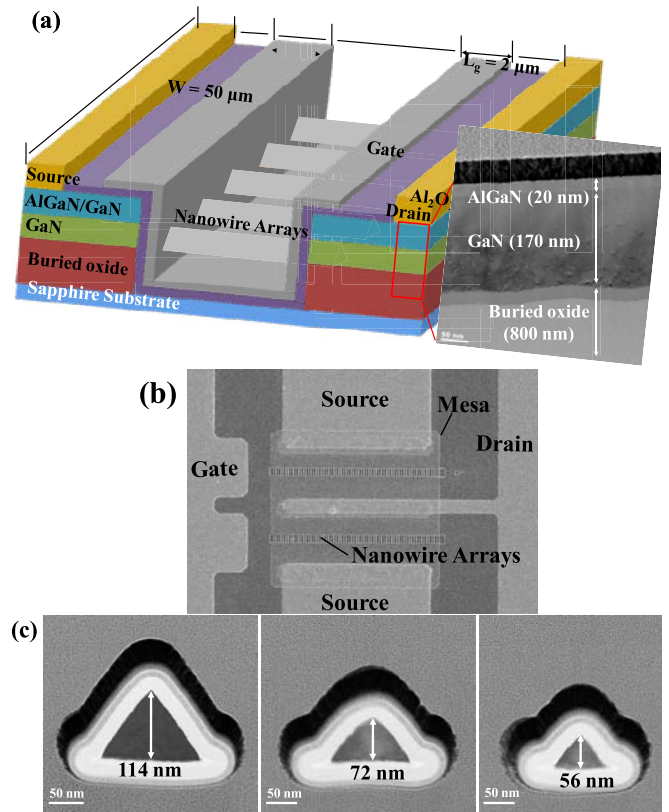 (a)
W = 50 μm
Lg = 2 μm
Gate
Source
AlGaN/GaN
GaN
Buried oxide
Sapphire Substrate
Nanowire Arrays
Al2O
Drain
AlGaN (20 nm)
GaN (170 nm)
Buried oxide
(800 nm)
50 nm
(b)
Source
Mesa
Gate
Drain
Nanowire Arrays
Source
(c)
114 nm
50 nm
72 nm
50 nm
56 nm
50 nm